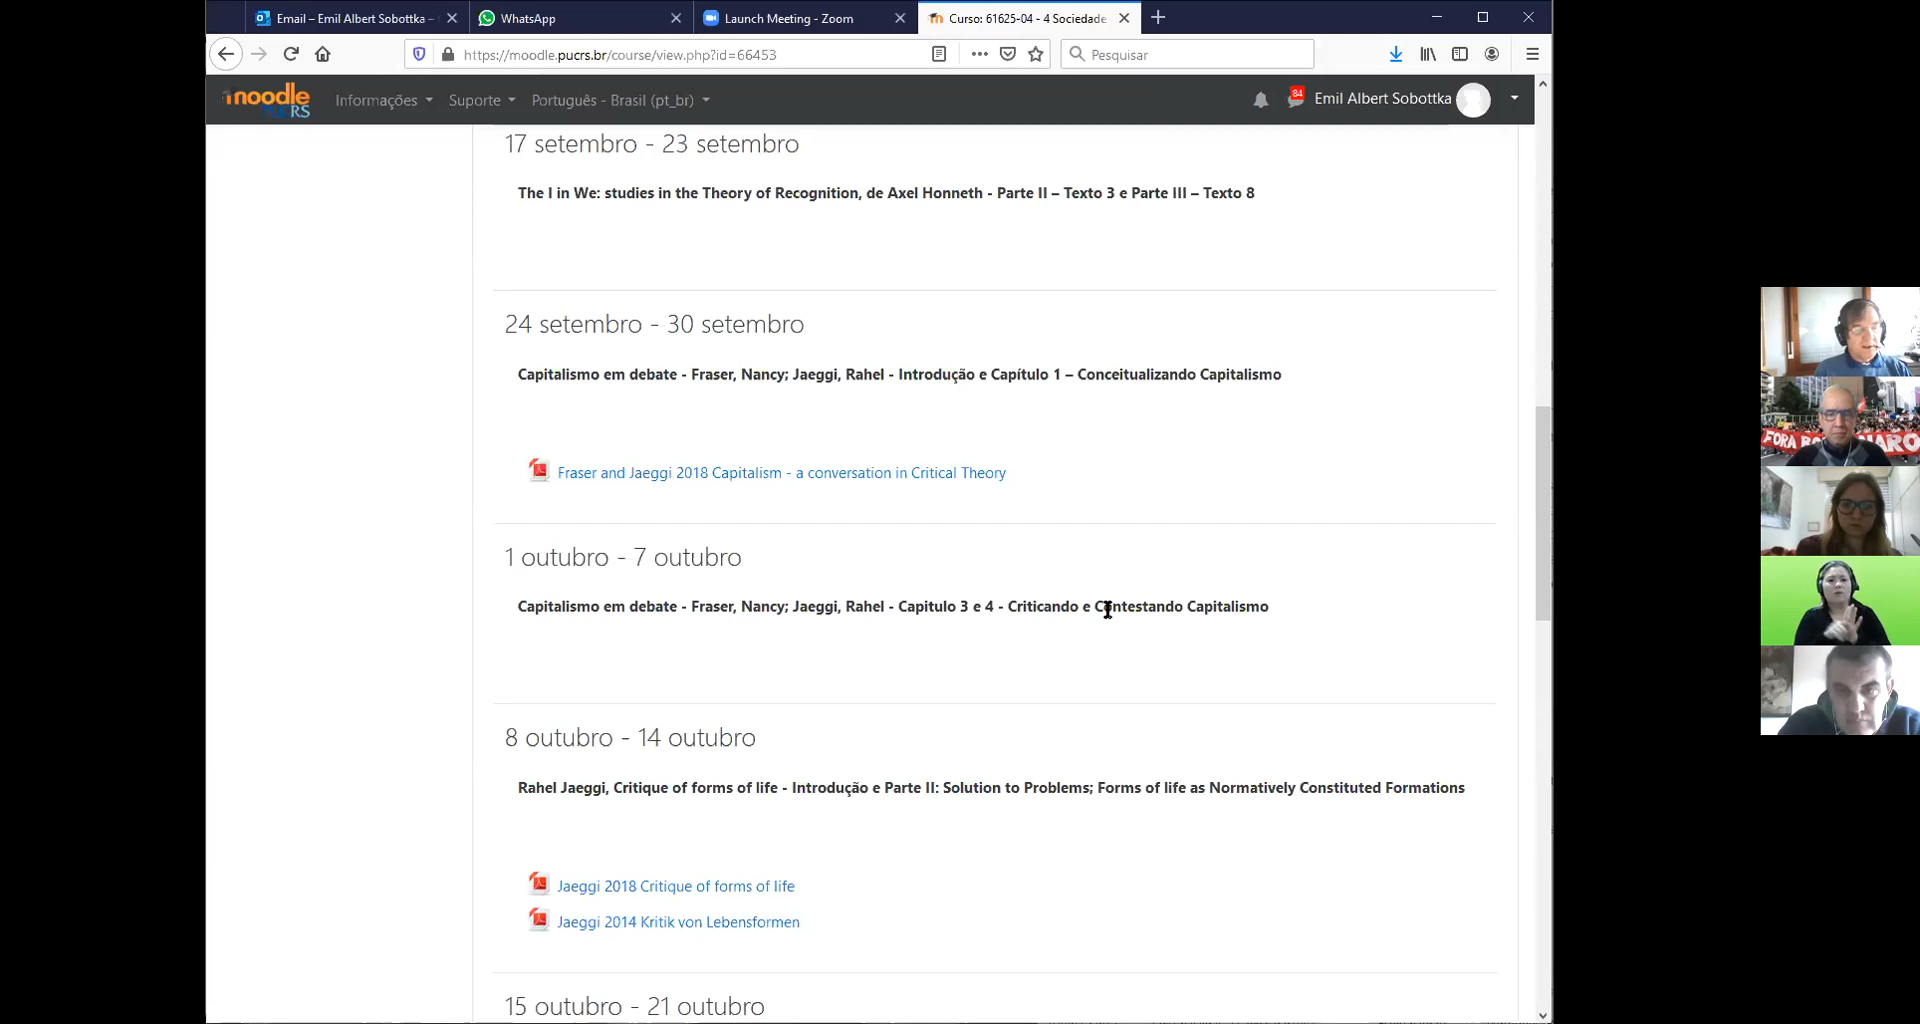 Email – Emil Albert Sobottka –
WhatsApp
Launch Meeting - Zoom
Curso: 61625-04 - 4 Sociedade
https://moodle.pucrs.br/course/view.php?id=66453
Pesquisar
moodle
RS
Informações
Suporte
Português - Brasil (pt_br)
84
Emil Albert Sobottka
17 setembro - 23 setembro
The I in We: studies in the Theory of Recognition, de Axel Honneth - Parte II – Texto 3 e Parte III – Texto 8
24 setembro - 30 setembro
Capitalismo em debate - Fraser, Nancy; Jaeggi, Rahel - Introdução e Capítulo 1 – Conceitualizando Capitalismo
Fraser and Jaeggi 2018 Capitalism - a conversation in Critical Theory
1 outubro - 7 outubro
Capitalismo em debate - Fraser, Nancy; Jaeggi, Rahel - Capitulo 3 e 4 - Criticando e Contestando Capitalismo
8 outubro - 14 outubro
Rahel Jaeggi, Critique of forms of life - Introdução e Parte II: Solution to Problems; Forms of life as Normatively Constituted Formations
Jaeggi 2018 Critique of forms of life
Jaeggi 2014 Kritik von Lebensformen
15 outubro - 21 outubro
FORA